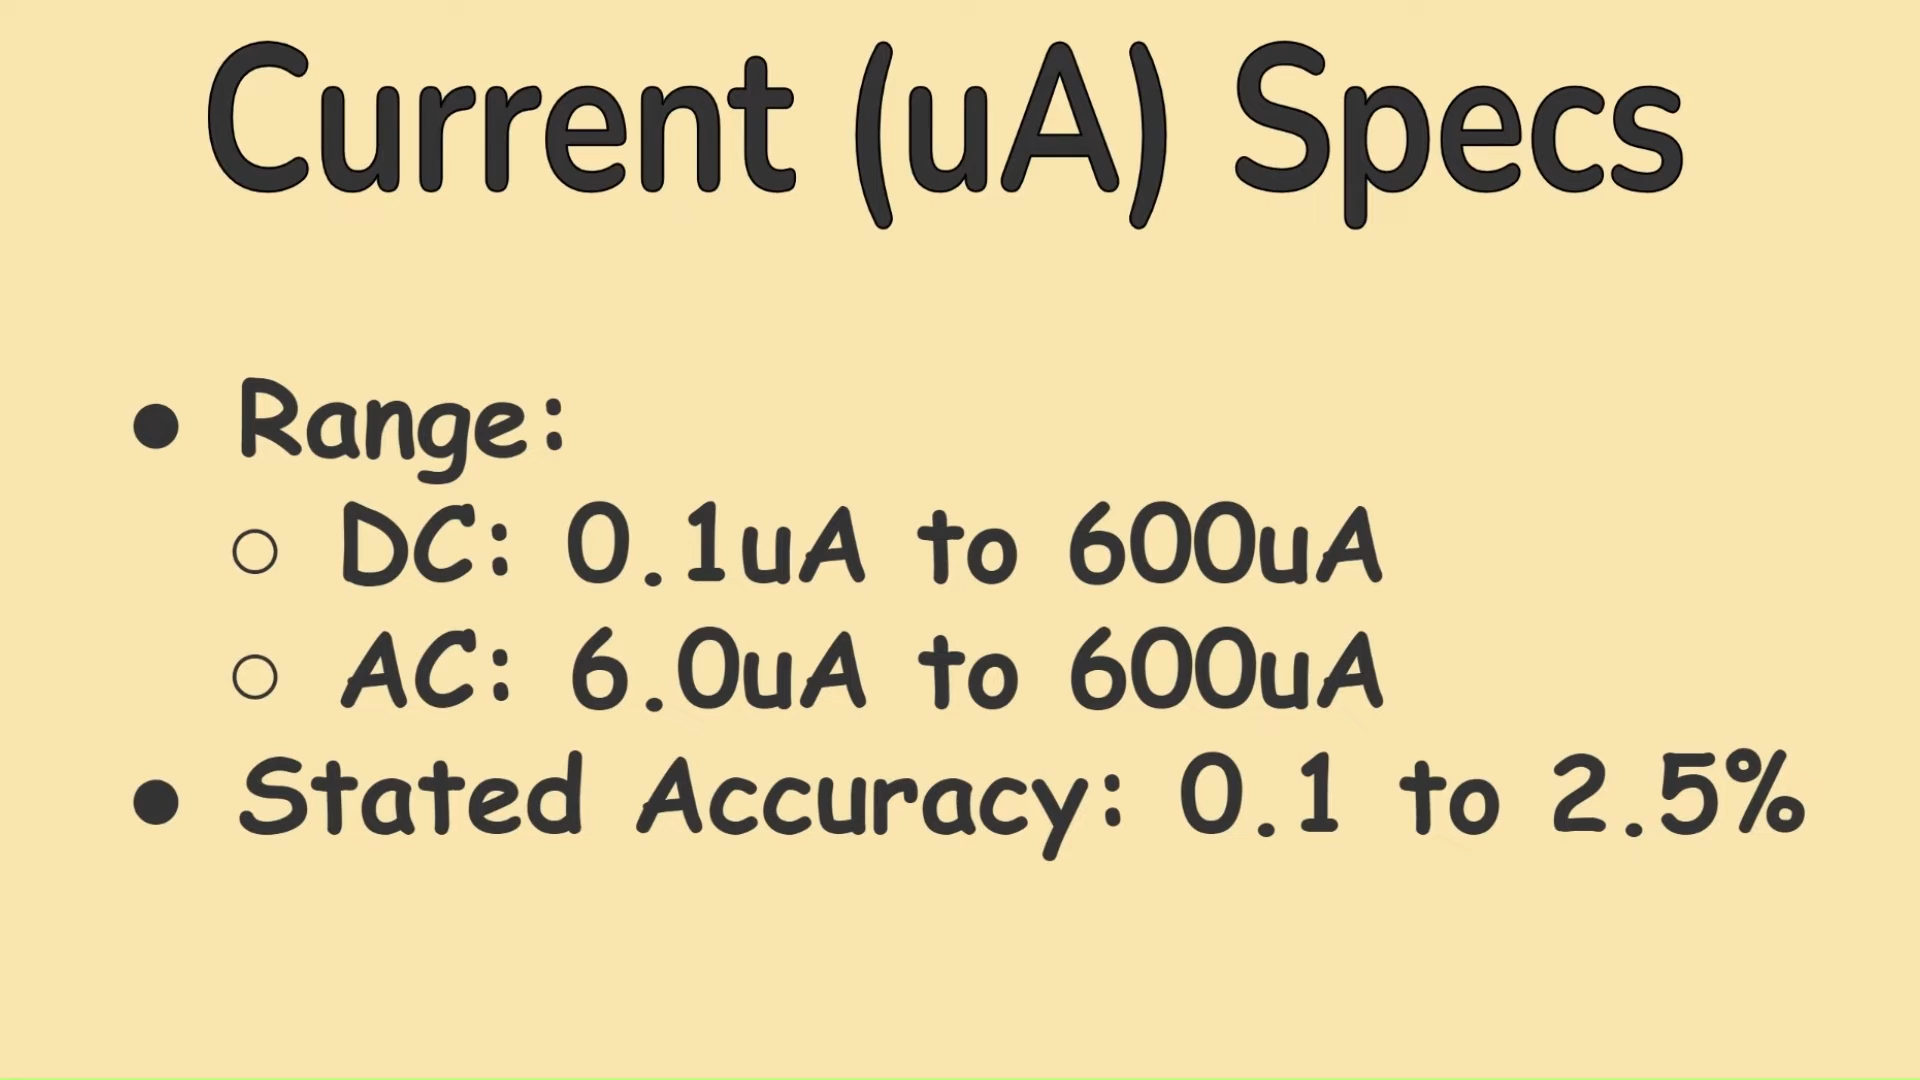 Current (uA) Specs
● Range:
○ DC: 0.1uA to 600uA
○ AC: 6.0uA to 600uA
● Stated Accuracy: 0.1 to 2.5%